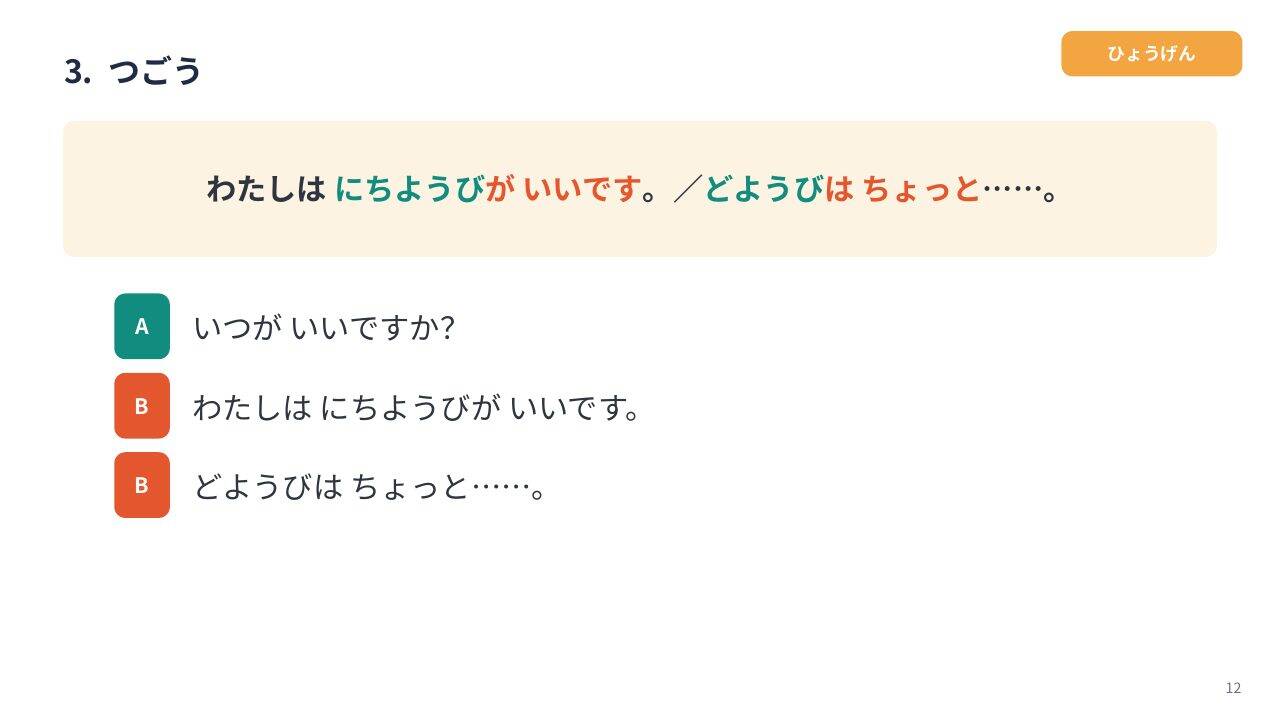 3. つごう
ひょうげん
わたしは にちようびが いいです。／どようびは ちょっと……。
A いつが いいですか?
B わたしは にちようびが いいです。
B どようびは ちょっと……。
12